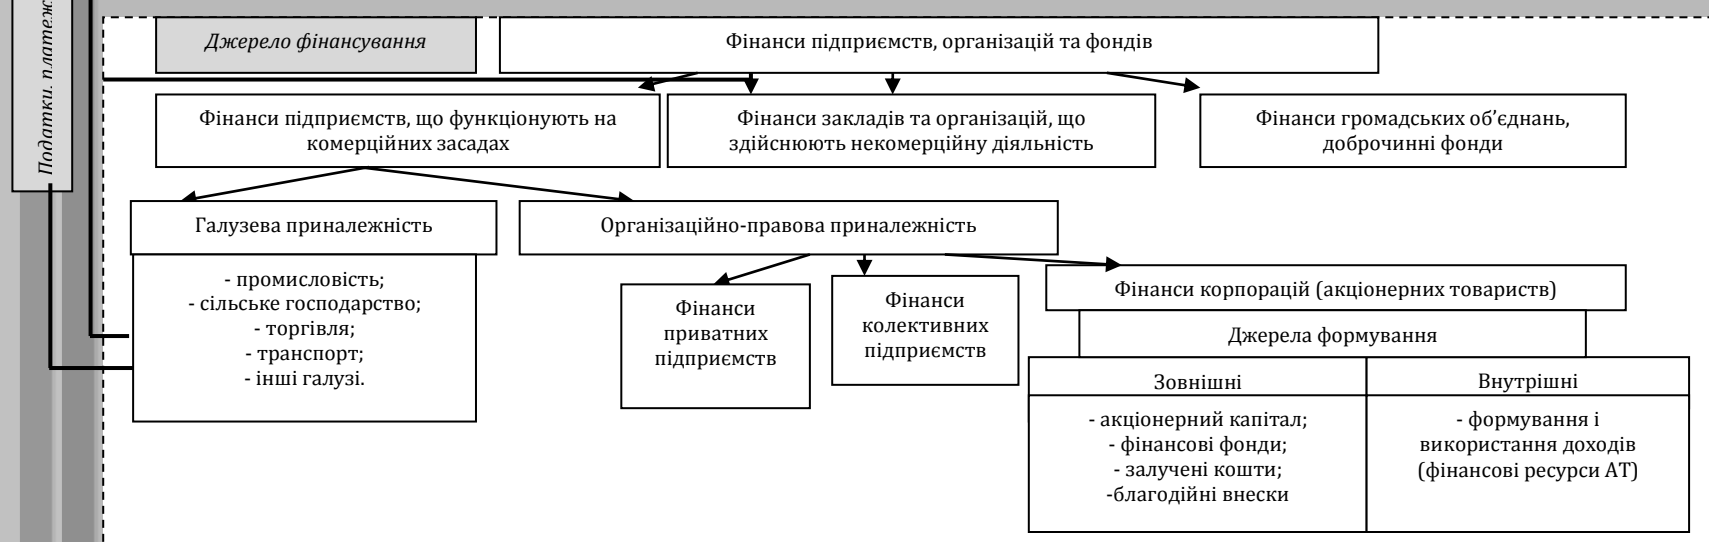 Податки. платеж
Джерело фінансування
Фінанси підприємств, організацій та фондів
Фінанси підприємств, що функціонують на
комерційних засадах
Фінанси закладів та організацій, що
здійснюють некомерційну діяльність
Фінанси громадських об’єднань,
доброчинні фонди
Галузева приналежність
- промисловість;
- сільське господарство;
- торгівля;
- транспорт;
- інші галузі.
Організаційно-правова приналежність
Фінанси
приватних
підприємств
Фінанси
колективних
підприємств
Фінанси корпорацій (акціонерних товариств)
Джерела формування
Зовнішні
- акціонерний капітал;
- фінансові фонди;
- залучені кошти;
-благодійні внески
Внутрішні
- формування і
використання доходів
(фінансові ресурси АТ)